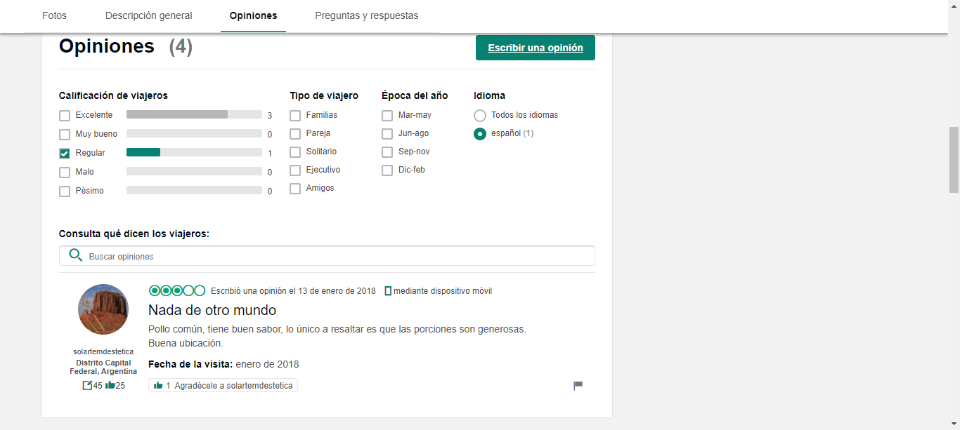 Fotos Descripción general Opiniones Preguntas y respuestas
Opiniones (4) Escribir una opinión
Calificación de viajeros Tipo de viajero Época del año Idioma
Excelente 3 Familias Mar-may Todos los idiomas
Muy bueno 0 Pareja Jun-ago español (1)
Regular 1 Solitario Sep-nov
Malo 0 Ejecutivo Dic-feb
Pésimo 0 Amigos
Consulta qué dicen los viajeros:
Buscar opiniones
Escribió una opinión el 13 de enero de 2018 mediante dispositivo móvil
Nada de otro mundo
Pollo común, tiene buen sabor, lo único a resaltar es que las porciones son generosas.
Buena ubicación.
solartemdestetica
Distrito Capital
Federal, Argentina
45 25
Fecha de la visita: enero de 2018
1 Agradécele a solartemdestetica